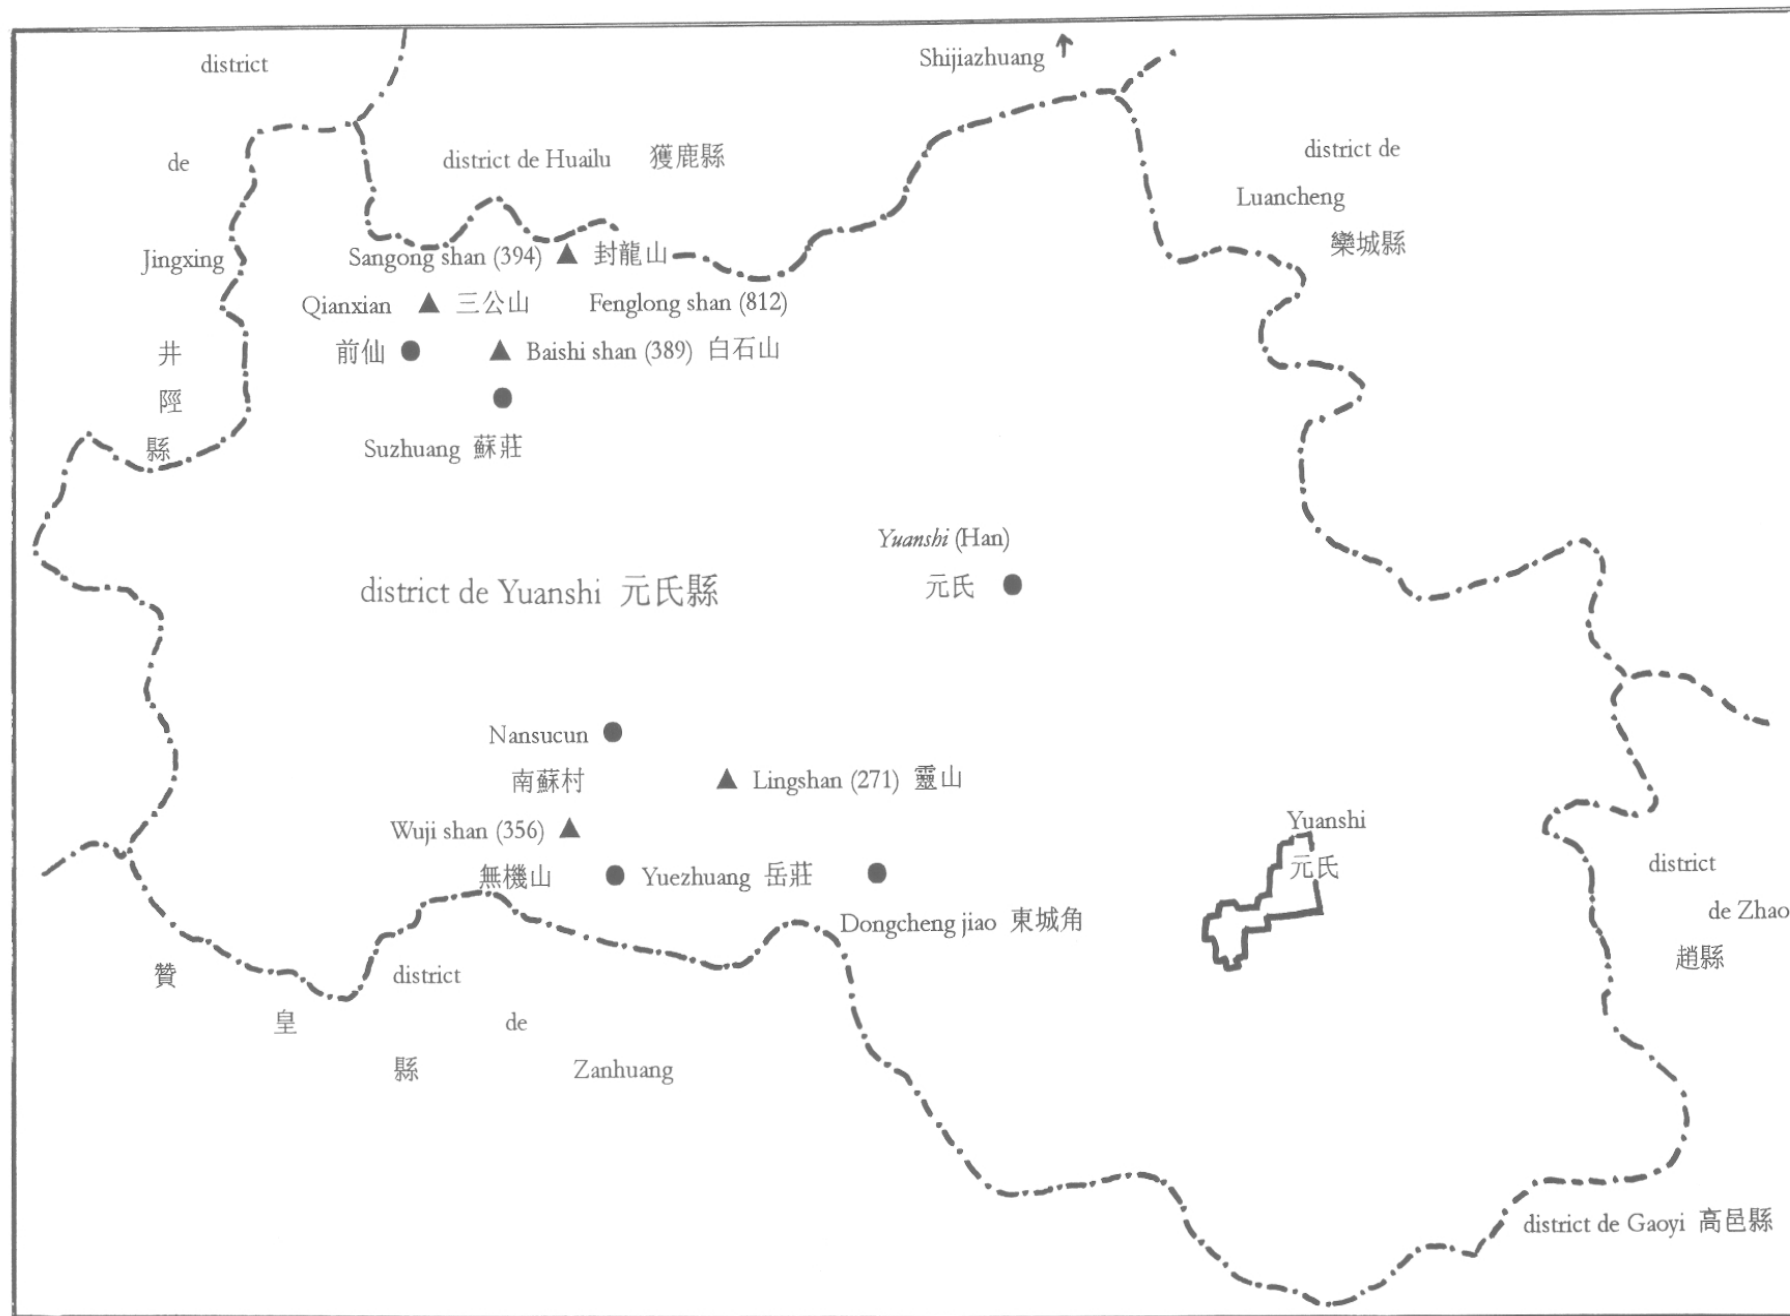 district
Shijiazhuang
de
district de Huailu 獲鹿縣
district de
Luancheng
欒城縣
Jingxing
Sangong shan (394) 封龍山
Qianxian 三公山 Fenglong shan (812)
井
前仙 Baishi shan (389) 白石山
陘
縣
Suzhuang 蘇莊
Yuanshi (Han)
district de Yuanshi 元氏縣
元氏
Nansucun
南蘇村
Lingshan (271) 靈山
Wuji shan (356)
Yuanshi
無機山
Yuezhuang 岳莊
元氏
district
de Zhao
趙縣
Dongcheng jiao 東城角
贊
district
皇
de
縣
Zanhuang
district de Gaoyi 高邑縣